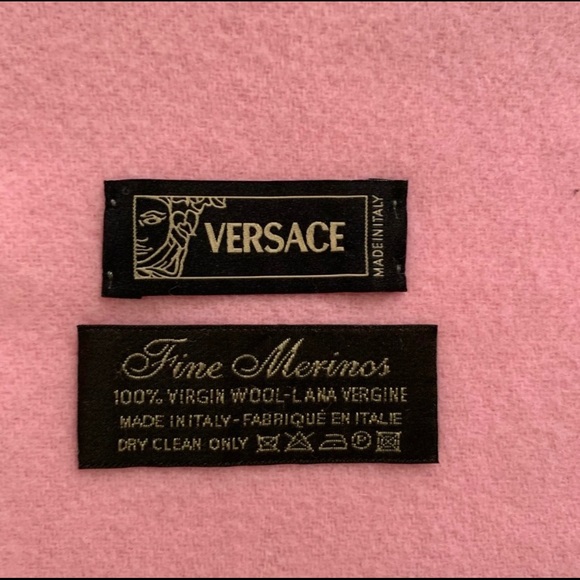 VERSACE
MADE IN ITALY
Fine Merinos
100% VIRGIN WOOL-LANA VERGINE
MADE IN ITALY-FABRIQUÉ EN ITALIE
DRY CLEAN ONLY P